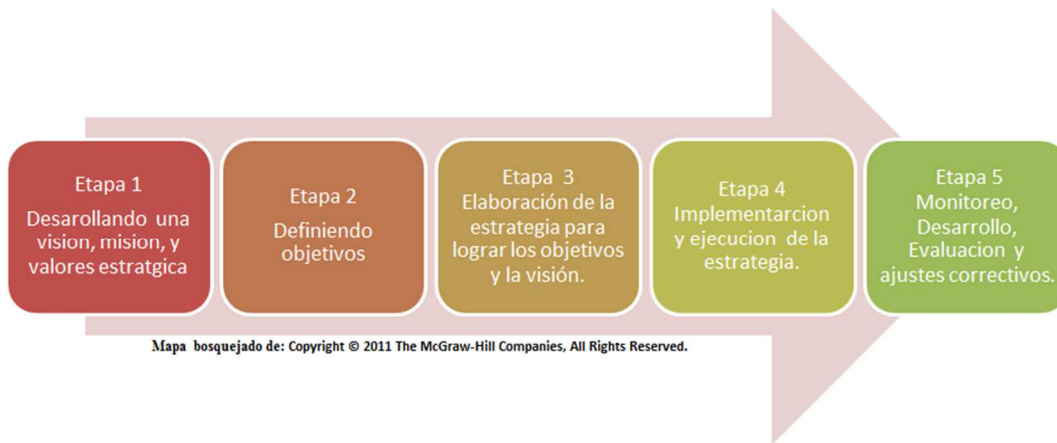 Etapa 1
Desarollando una
vision, mision, y
valores estratgica
Etapa 2
Definiendo
objetivos
Etapa 3
Elaboración de la
estrategia para
lograr los objetivos
y la visión.
Etapa 4
Implementarcion
y ejecucion de la
estrategia.
Etapa 5
Monitoreo,
Desarrollo,
Evaluacion y
ajustes correctivos.
Mapa bosquejado de: Copyright © 2011 The McGraw-Hill Companies, All Rights Reserved.